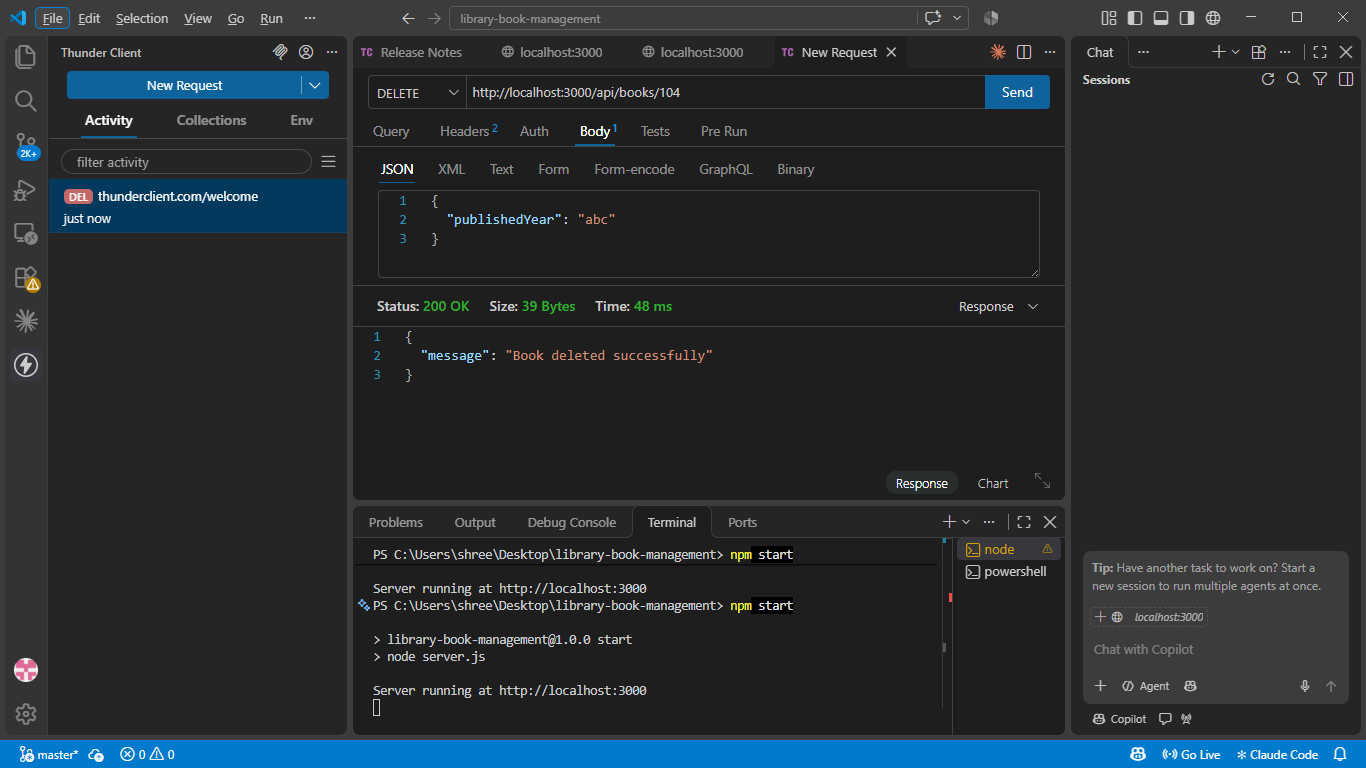 File Edit Selection View Go Run ··· library-book-management
Thunder Client
New Request
Activity Collections Env
filter activity
DEL thunderclient.com/welcome
just now
2K+
TC Release Notes localhost:3000 localhost:3000 TC New Request
DELETE http://localhost:3000/api/books/104 Send
Query Headers 2 Auth Body 1 Tests Pre Run
JSON XML Text Form Form-encode GraphQL Binary
1 {
2 "publishedYear": "abc"
3 }
Status: 200 OK Size: 39 Bytes Time: 48 ms Response
1 {
2 "message": "Book deleted successfully"
3 }
Response Chart
Problems Output Debug Console Terminal Ports
PS C:\Users\shree\Desktop\library-book-management> npm start
Server running at http://localhost:3000
PS C:\Users\shree\Desktop\library-book-management> npm start
> library-book-management@1.0.0 start
> node server.js
Server running at http://localhost:3000
node
powershell
Chat
Sessions
Tip: Have another task to work on? Start a
new session to run multiple agents at once.
localhost:3000
Chat with Copilot
Agent
Copilot
master* 0 0 Go Live Claude Code